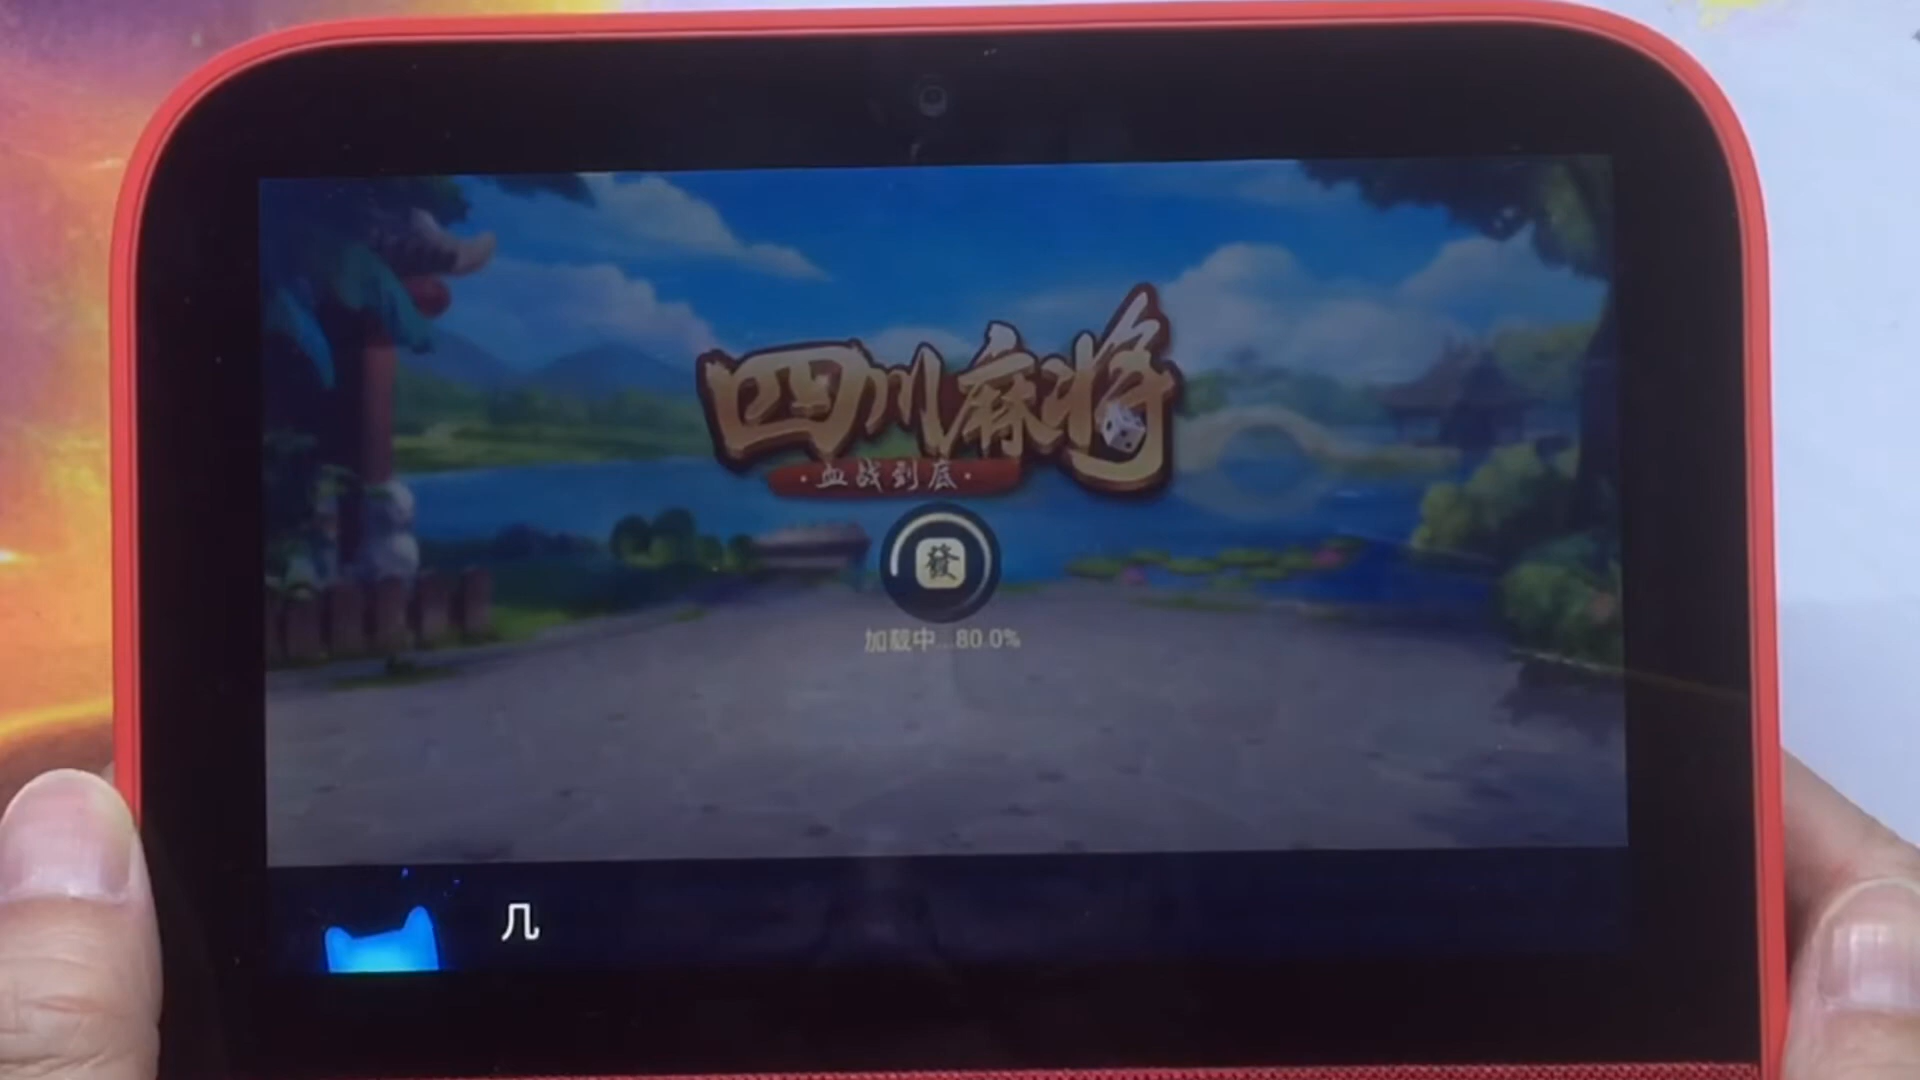 四川麻将
·血战到底·
發
加载中...80.0%
几